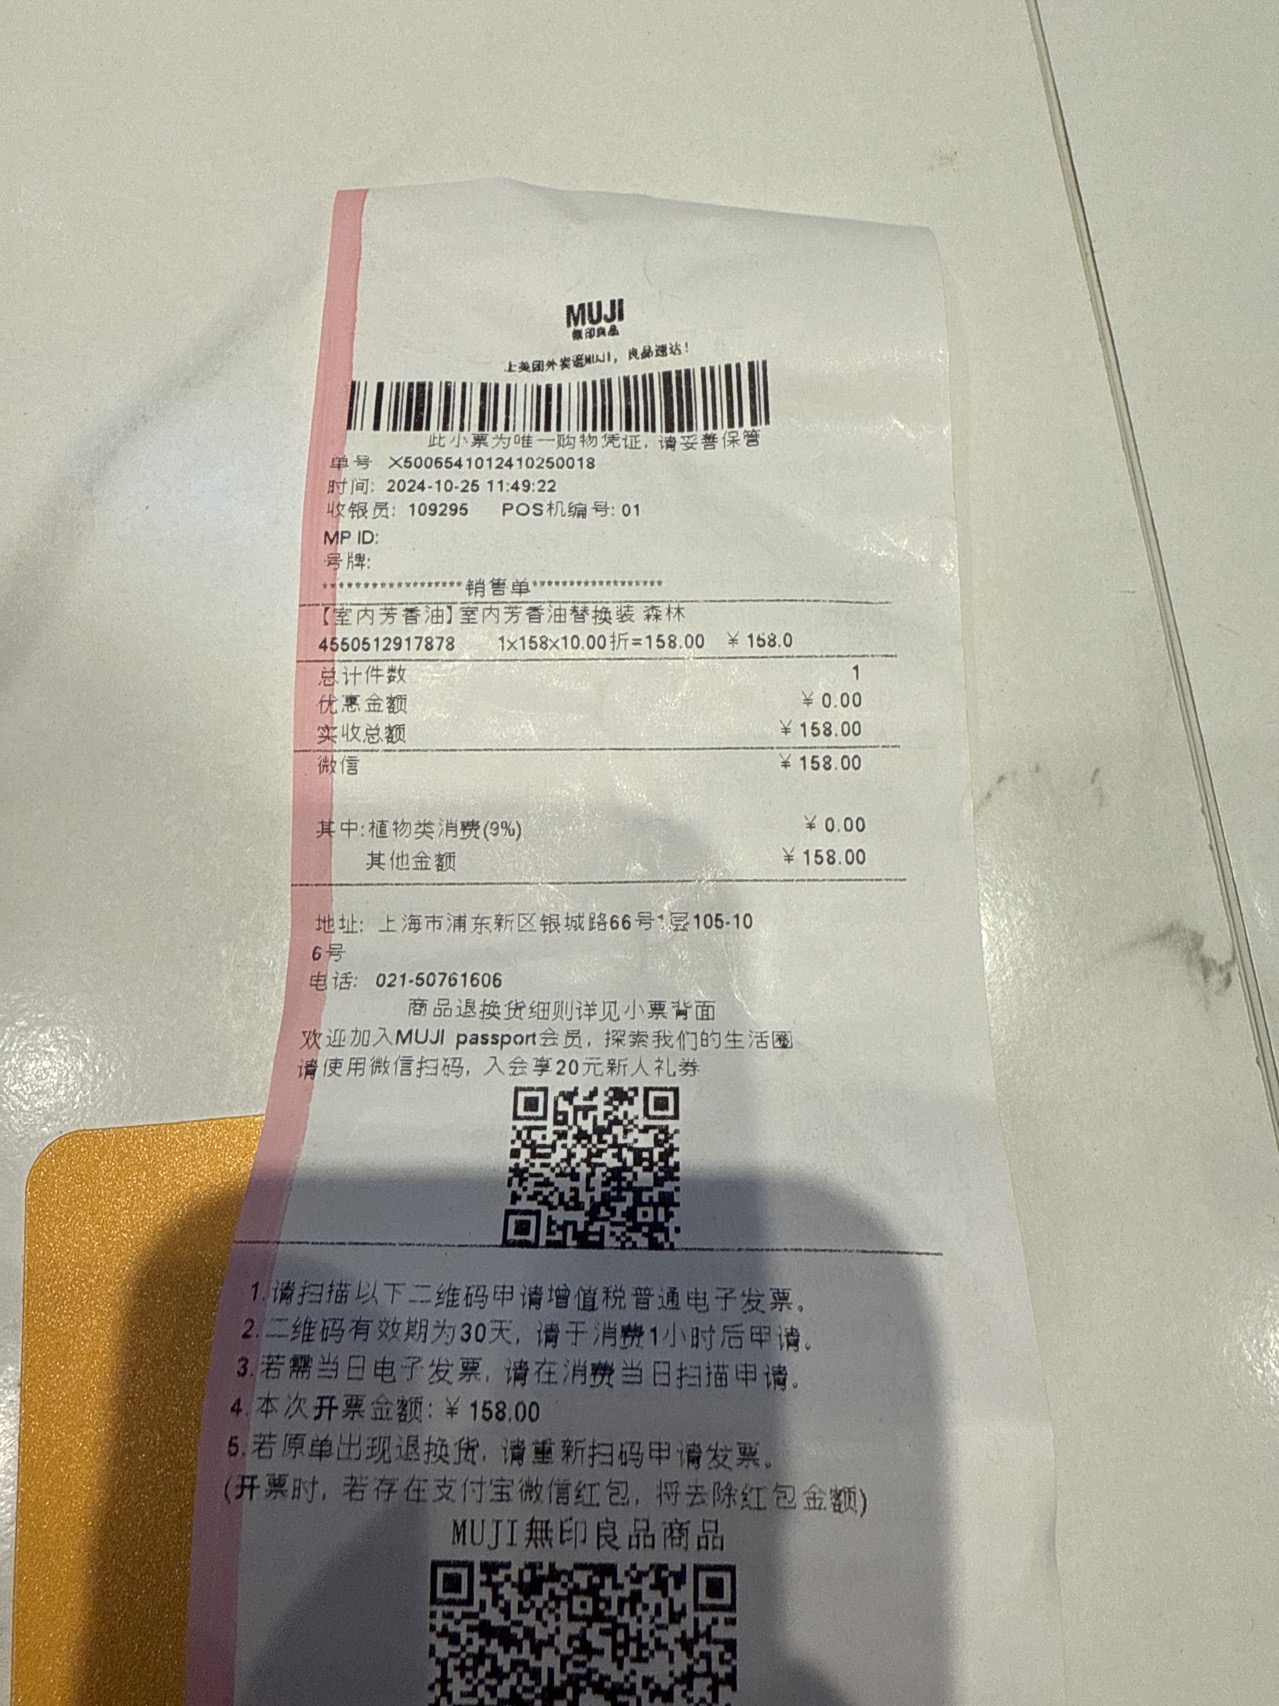 MUJI
無印良品
上美团外卖逛MUJI，良品速达！
此小票为唯一购物凭证，请妥善保管
单号 X5006541012410250018
时间: 2024-10-25 11:49:22
收银员: 109295 POS机编号: 01
MP ID:
号牌:
*****************销售单******************
【室内芳香油】室内芳香油替换装 森林
4550512917878 1x158x10.00折=158.00 ￥158.0
总计件数 1
优惠金额 ￥0.00
实收总额 ￥158.00
微信 ￥158.00
其中:植物类消费(9%) ￥0.00
其他金额 ￥158.00
地址: 上海市浦东新区银城路66号1层105-10
6号
电话: 021-50761606
商品退换货细则详见小票背面
欢迎加入MUJI passport会员，探索我们的生活圈
请使用微信扫码，入会享20元新人礼券
1.请扫描以下二维码申请增值税普通电子发票。
2.二维码有效期为30天，请于消费1小时后申请。
3.若需当日电子发票，请在消费当日扫描申请。
4.本次开票金额:￥158.00
5.若原单出现退换货，请重新扫码申请发票。
(开票时，若存在支付宝微信红包，将去除红包金额)
MUJI無印良品商品